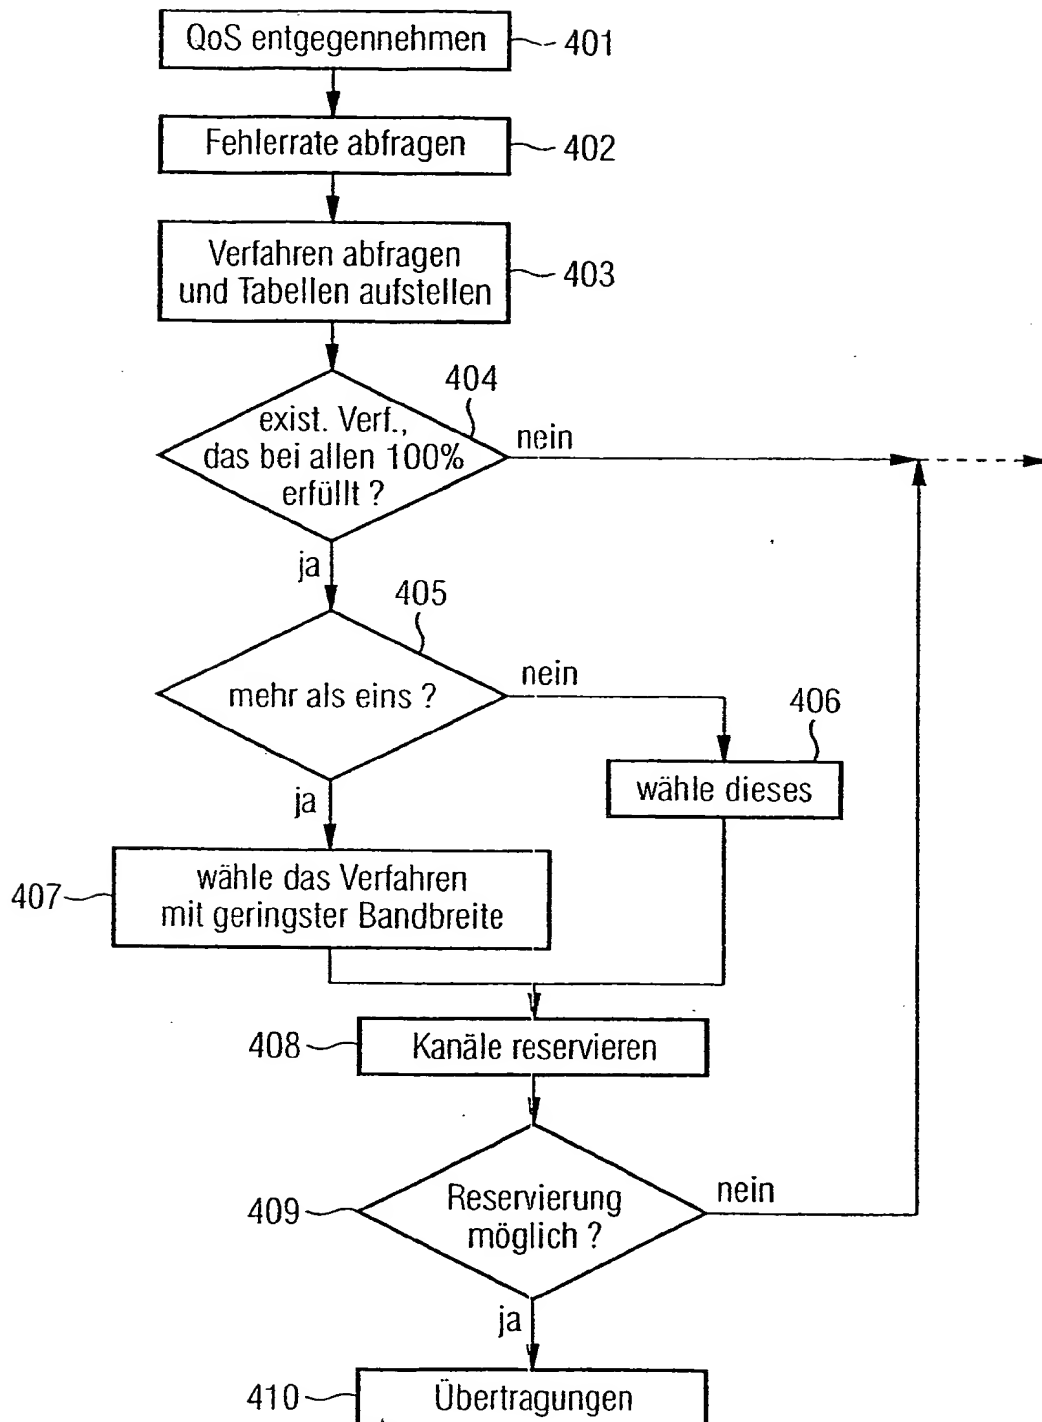 QoS entgegennehmen
401
Fehlerrate abfragen
402
Verfahren abfragen
und Tabellen aufstellen
403
404
exist. Verf.,
das bei allen 100%
erfüllt ?
nein
ja
405
mehr als eins ?
nein
406
wähle dieses
ja
407
wähle das Verfahren
mit geringster Bandbreite
408
Kanäle reservieren
409
Reservierung
möglich ?
nein
ja
410
Übertragungen